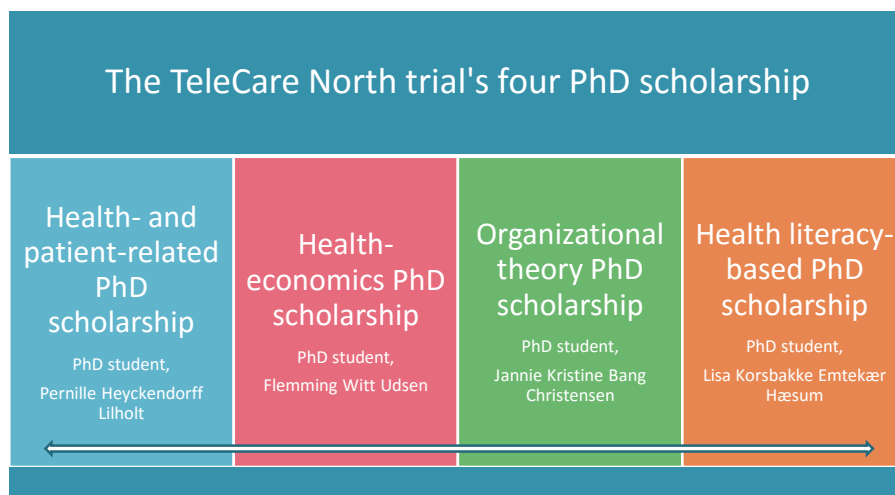 The TeleCare North trial's four PhD scholarship
Health- and
patient-related
PhD
scholarship
PhD student,
Pernille Heyckendorff
Lilholt
Health-
economics PhD
scholarship
PhD student,
Flemming Witt Udsen
Organizational
theory PhD
scholarship
PhD student,
Jannie Kristine Bang
Christensen
Health literacy-
based PhD
scholarship
PhD student,
Lisa Korsbakke Emtekær
Hæsum